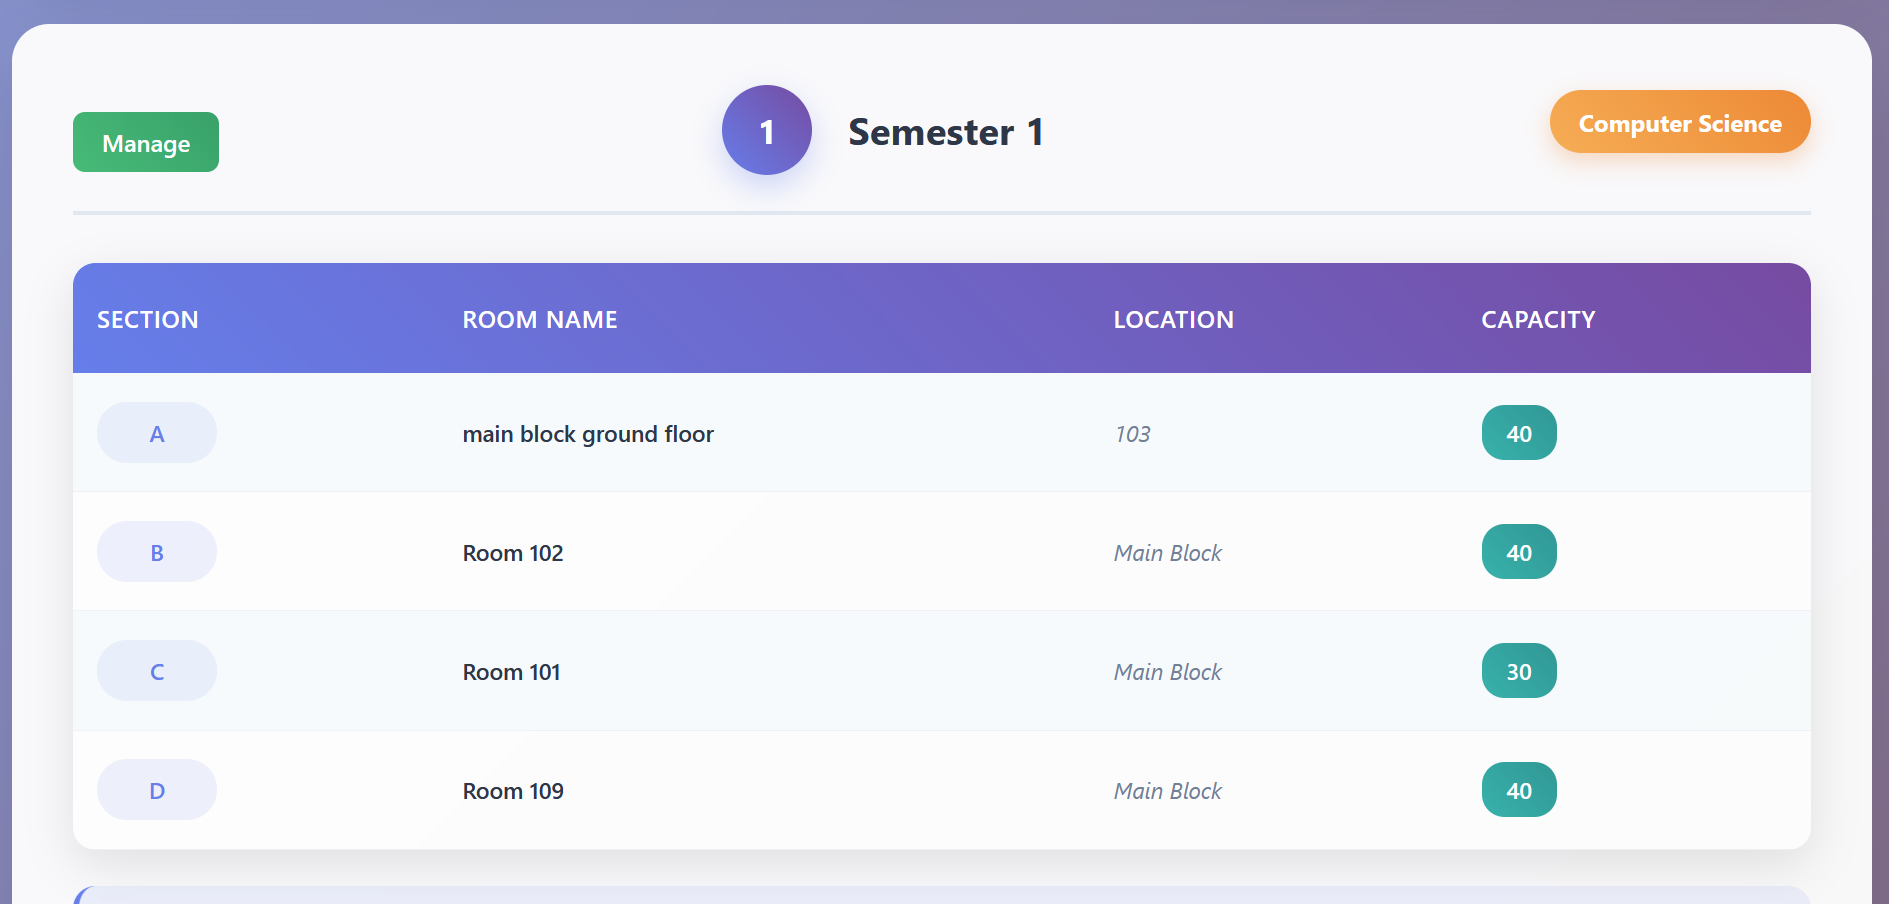 Manage
1
Semester 1
Computer Science
SECTION ROOM NAME LOCATION CAPACITY
A main block ground floor 103 40
B Room 102 Main Block 40
C Room 101 Main Block 30
D Room 109 Main Block 40